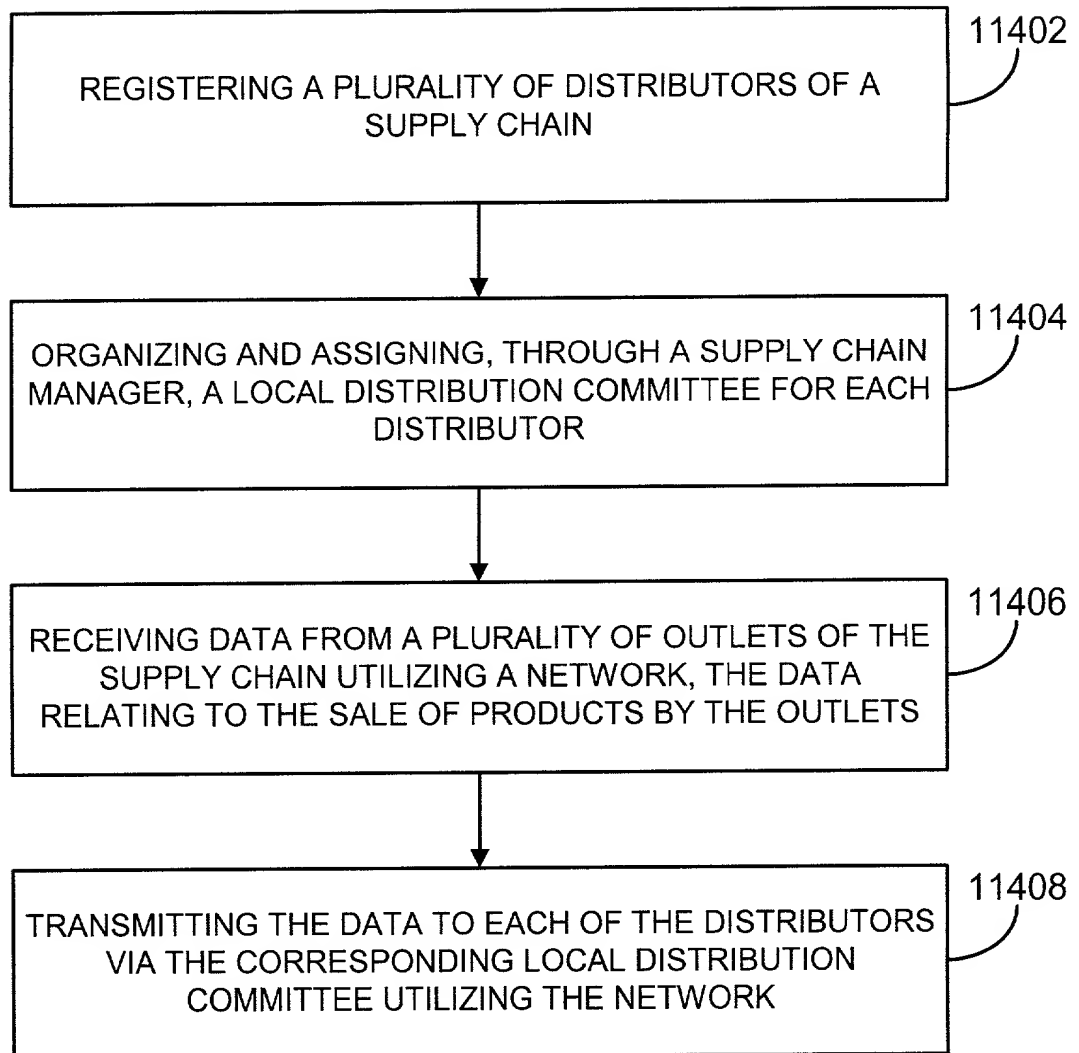 11402
REGISTERING A PLURALITY OF DISTRIBUTORS OF A
SUPPLY CHAIN
11404
ORGANIZING AND ASSIGNING, THROUGH A SUPPLY CHAIN
MANAGER, A LOCAL DISTRIBUTION COMMITTEE FOR EACH
DISTRIBUTOR
11406
RECEIVING DATA FROM A PLURALITY OF OUTLETS OF THE
SUPPLY CHAIN UTILIZING A NETWORK, THE DATA
RELATING TO THE SALE OF PRODUCTS BY THE OUTLETS
11408
TRANSMITTING THE DATA TO EACH OF THE DISTRIBUTORS
VIA THE CORRESPONDING LOCAL DISTRIBUTION
COMMITTEE UTILIZING THE NETWORK